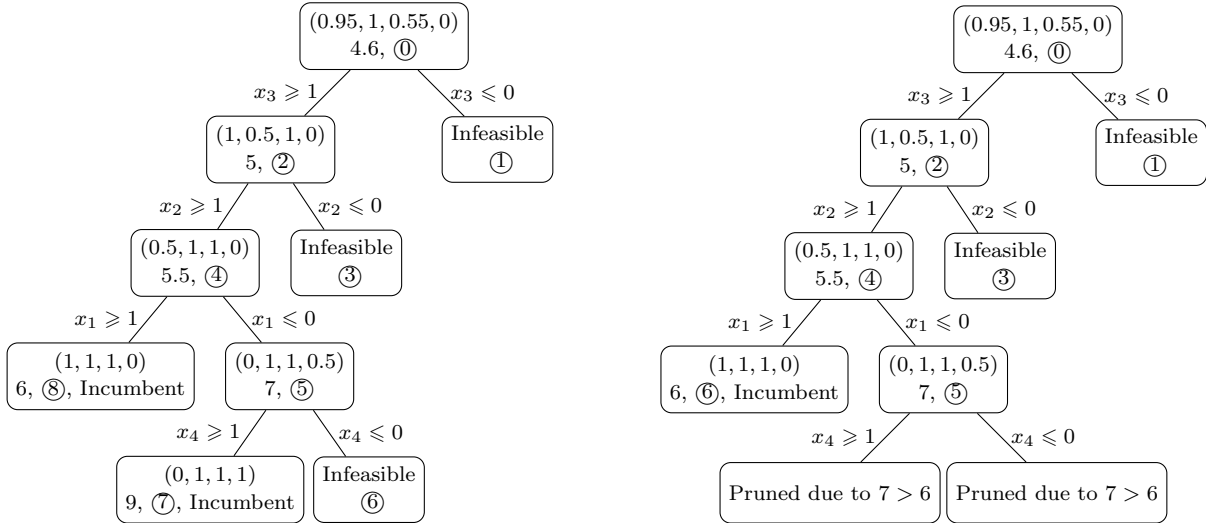 (0.95, 1, 0.55, 0)
4.6, ⓪
x₃ ⩾ 1
x₃ ⩽ 0
(1, 0.5, 1, 0)
5, ②
Infeasible
①
x₂ ⩾ 1
x₂ ⩽ 0
(0.5, 1, 1, 0)
5.5, ④
Infeasible
③
x₁ ⩾ 1
x₁ ⩽ 0
(1, 1, 1, 0)
6, ⑧, Incumbent
(0, 1, 1, 0.5)
7, ⑤
x₄ ⩾ 1
x₄ ⩽ 0
(0, 1, 1, 1)
9, ⑦, Incumbent
Infeasible
⑥
(0.95, 1, 0.55, 0)
4.6, ⓪
x₃ ⩾ 1
x₃ ⩽ 0
(1, 0.5, 1, 0)
5, ②
Infeasible
①
x₂ ⩾ 1
x₂ ⩽ 0
(0.5, 1, 1, 0)
5.5, ④
Infeasible
③
x₁ ⩾ 1
x₁ ⩽ 0
(1, 1, 1, 0)
6, ⑥, Incumbent
(0, 1, 1, 0.5)
7, ⑤
x₄ ⩾ 1
x₄ ⩽ 0
Pruned due to 7 > 6
Pruned due to 7 > 6